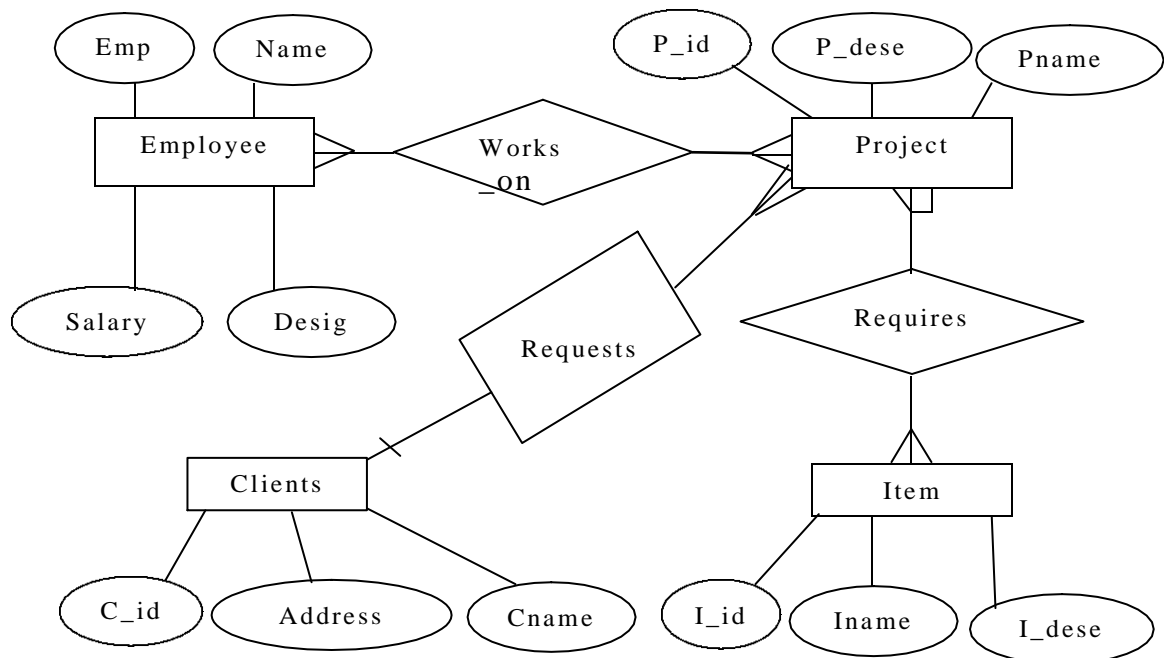 Emp
Name
P_id
P_dese
Pname
Employee
Works
_on
Project
Salary
Desig
Requests
Requires
Clients
Item
C_id
Address
Cname
I_id
Iname
I_dese